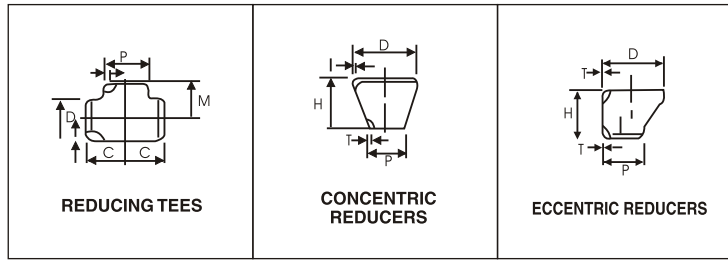 P
M
D
C C
REDUCING TEES
D
H
T
P
CONCENTRIC
REDUCERS
D
T
H
T
P
ECCENTRIC REDUCERS